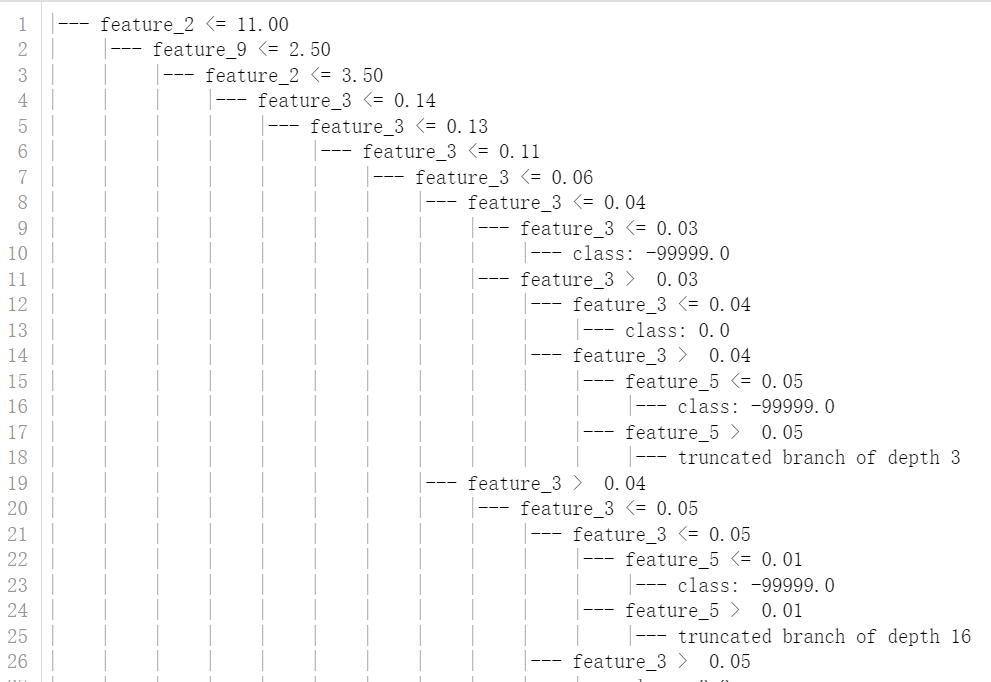 1 |--- feature_2 <= 11.00
2 |   |--- feature_9 <= 2.50
3 |   |   |--- feature_2 <= 3.50
4 |   |   |   |--- feature_3 <= 0.14
5 |   |   |   |   |--- feature_3 <= 0.13
6 |   |   |   |   |   |--- feature_3 <= 0.11
7 |   |   |   |   |   |   |--- feature_3 <= 0.06
8 |   |   |   |   |   |   |   |--- feature_3 <= 0.04
9 |   |   |   |   |   |   |   |   |--- feature_3 <= 0.03
10 |   |   |   |   |   |   |   |   |   |--- class: -99999.0
11 |   |   |   |   |   |   |   |   |--- feature_3 >  0.03
12 |   |   |   |   |   |   |   |   |   |--- feature_3 <= 0.04
13 |   |   |   |   |   |   |   |   |   |   |--- class: 0.0
14 |   |   |   |   |   |   |   |   |   |--- feature_3 >  0.04
15 |   |   |   |   |   |   |   |   |   |   |--- feature_5 <= 0.05
16 |   |   |   |   |   |   |   |   |   |   |   |--- class: -99999.0
17 |   |   |   |   |   |   |   |   |   |   |--- feature_5 >  0.05
18 |   |   |   |   |   |   |   |   |   |   |   |--- truncated branch of depth 3
19 |   |   |   |   |   |   |   |--- feature_3 >  0.04
20 |   |   |   |   |   |   |   |   |--- feature_3 <= 0.05
21 |   |   |   |   |   |   |   |   |   |--- feature_3 <= 0.05
22 |   |   |   |   |   |   |   |   |   |   |--- feature_5 <= 0.01
23 |   |   |   |   |   |   |   |   |   |   |   |--- class: -99999.0
24 |   |   |   |   |   |   |   |   |   |   |--- feature_5 >  0.01
25 |   |   |   |   |   |   |   |   |   |   |   |--- truncated branch of depth 16
26 |   |   |   |   |   |   |   |   |   |--- feature_3 >  0.05